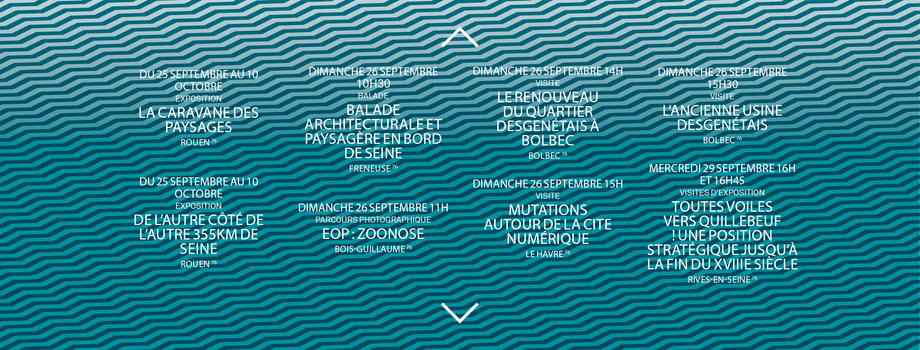 DU 25 SEPTEMBRE AU 10
OCTOBRE
EXPOSITION
LA CARAVANE DES
PAYSAGES
ROUEN 76
DU 25 SEPTEMBRE AU 10
OCTOBRE
EXPOSITION
DE L'AUTRE CÔTÉ DE
L'AUTRE 355KM DE
SEINE
ROUEN 76
DIMANCHE 26 SEPTEMBRE
10H30
BALADE
BALADE
ARCHITECTURALE ET
PAYSAGÈRE EN BORD
DE SEINE
FRENEUSE 76
DIMANCHE 26 SEPTEMBRE 11H
PARCOURS PHOTOGRAPHIQUE
EOP : ZOONOSE
BOIS-GUILLAUME 76
DIMANCHE 26 SEPTEMBRE 14H
VISITE
LE RENOUVEAU
DU QUARTIER
DESGENÉTAIS À
BOLBEC
BOLBEC 76
DIMANCHE 26 SEPTEMBRE 15H
VISITE
MUTATIONS
AUTOUR DE LA CITE
NUMÉRIQUE
LE HAVRE 76
DIMANCHE 26 SEPTEMBRE
15H30
VISITE
L'ANCIENNE USINE
DESGENÉTAIS
BOLBEC 76
MERCREDI 29 SEPTEMBRE 16H
ET 16H45
VISITES D'EXPOSITION
TOUTES VOILES
VERS QUILLEBEUF
! UNE POSITION
STRATÉGIQUE JUSQU'À
LA FIN DU XVIIIE SIÈCLE
RIVES-EN-SEINE 76